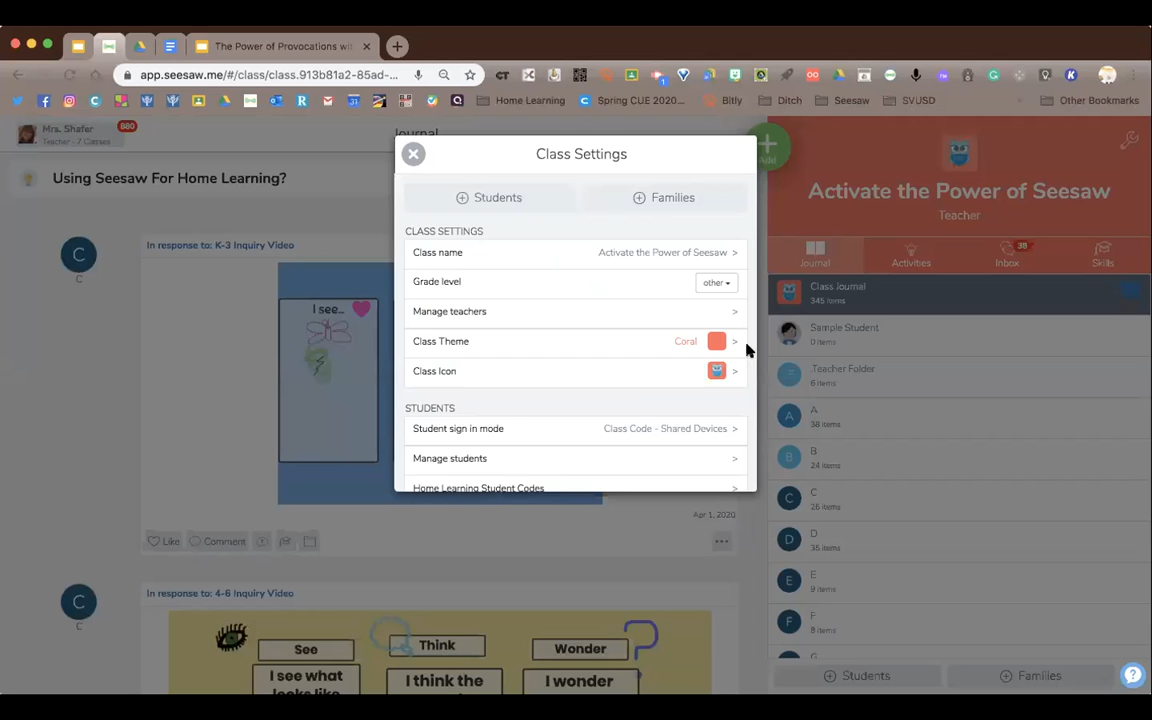 The Power of Provocations wit
app.seesaw.me/#/class/class.913b81a2-85ad-...
Home Learning
Spring CUE 2020...
Bitly
Ditch
Seesaw
SVUSD
Other Bookmarks
Mrs. Shafer
Teacher - 7 Classes
680
Journal
Add
Using Seesaw For Home Learning?
Class Settings
Students
Families
CLASS SETTINGS
Class name Activate the Power of Seesaw >
Grade level other
Manage teachers >
Class Theme Coral >
Class Icon >
STUDENTS
Student sign in mode Class Code - Shared Devices >
Manage students >
Home Learning Student Codes >
C
C
In response to: K-3 Inquiry Video
I see...
Apr 1, 2020
Like
Comment
C
C
In response to: 4-6 Inquiry Video
See
Think
Wonder
I see what
I think the
I wonder
looks like
Activate the Power of Seesaw
Teacher
Journal
Activities
Inbox
38
Skills
Class Journal
345 items
Sample Student
0 items
.Teacher Folder
6 items
A
A
38 items
B
B
24 items
C
C
25 items
D
D
35 items
E
E
9 items
F
F
8 items
G
Students
Families
?